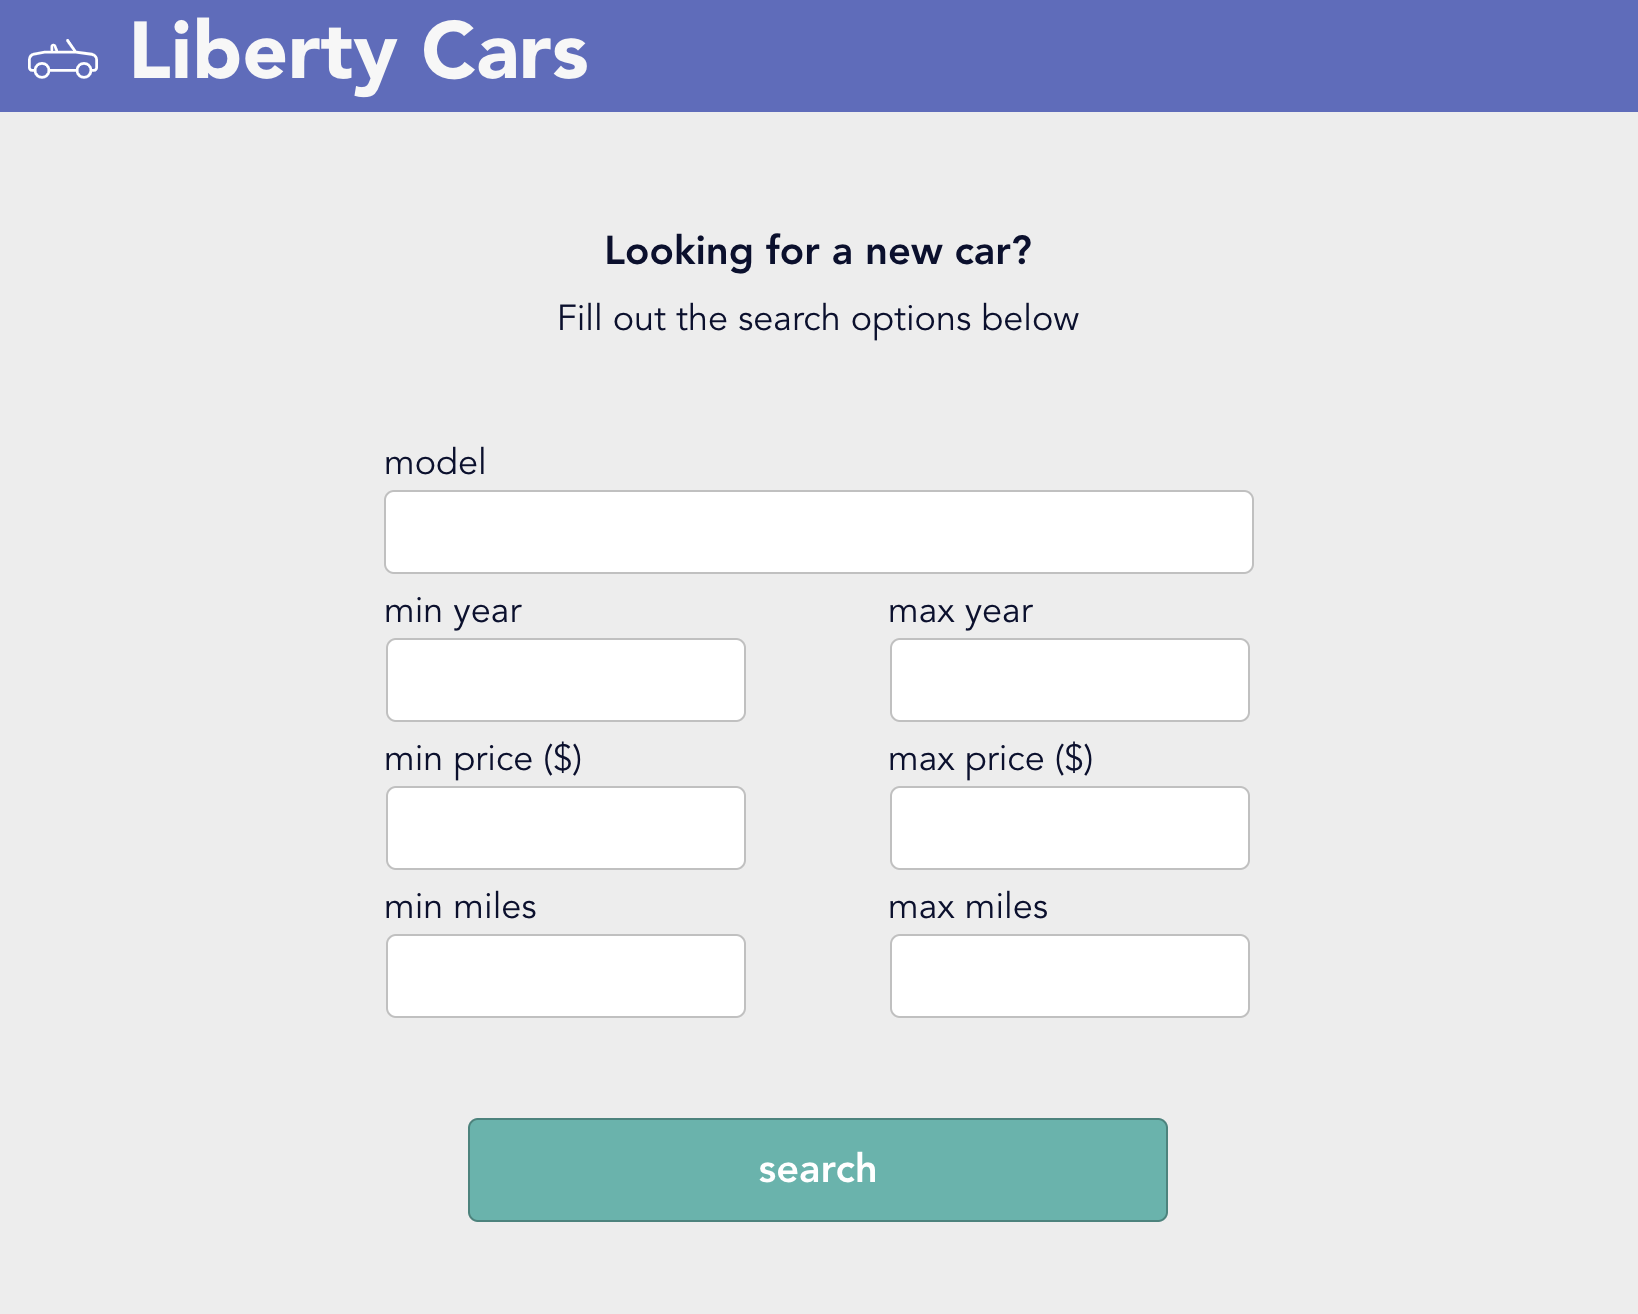 Liberty Cars
Looking for a new car?
Fill out the search options below
model
min year
max year
min price ($)
max price ($)
min miles
max miles
search